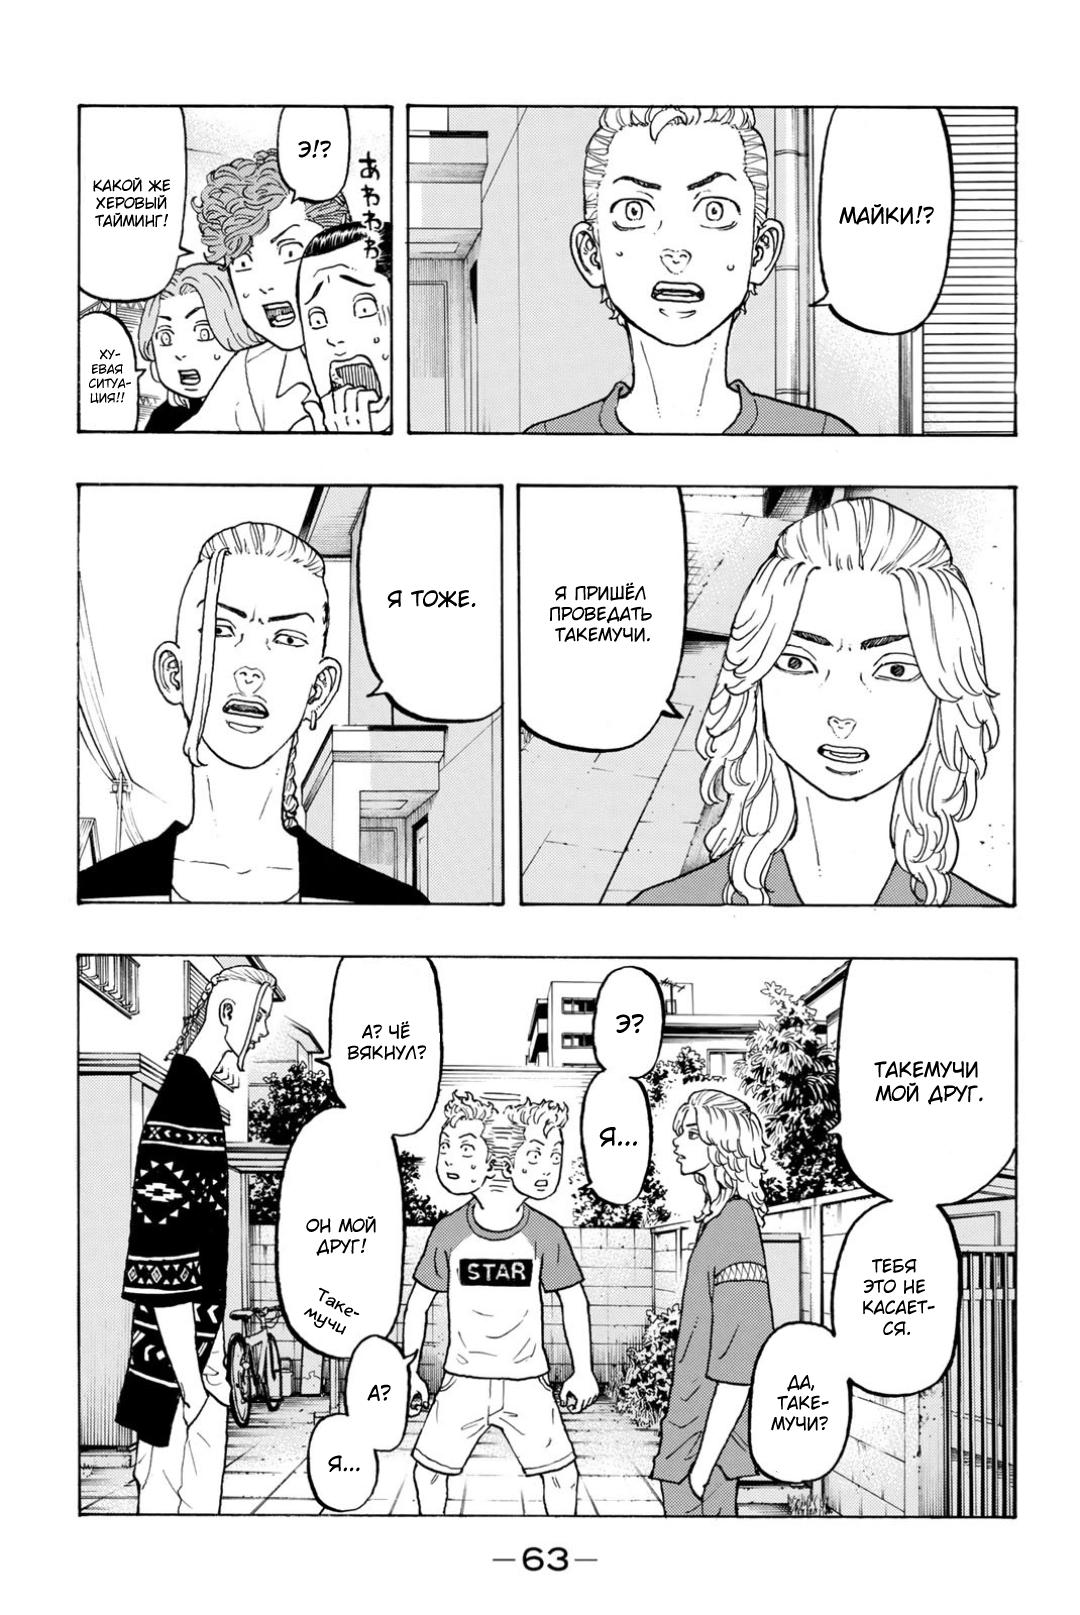 МАЙКИ!?
Э!?
あわわわ
КАКОЙ ЖЕ
ХЕРОВЫЙ
ТАЙМИНГ!
ХУ-
ЕВАЯ
СИТУА-
ЦИЯ!!
Я ПРИШЁЛ
ПРОВЕДАТЬ
ТАКЕМУЧИ.
Я ТОЖЕ.
ТАКЕМУЧИ
МОЙ ДРУГ.
ТЕБЯ
ЭТО НЕ
КАСАЕТ-
СЯ.
ДА,
ТАКЕ-
МУЧИ?
Э?
Я...
А? ЧЁ
ВЯКНУЛ?
ОН МОЙ
ДРУГ!
Таке-
мучи
А?
Я...
STAR
—63—